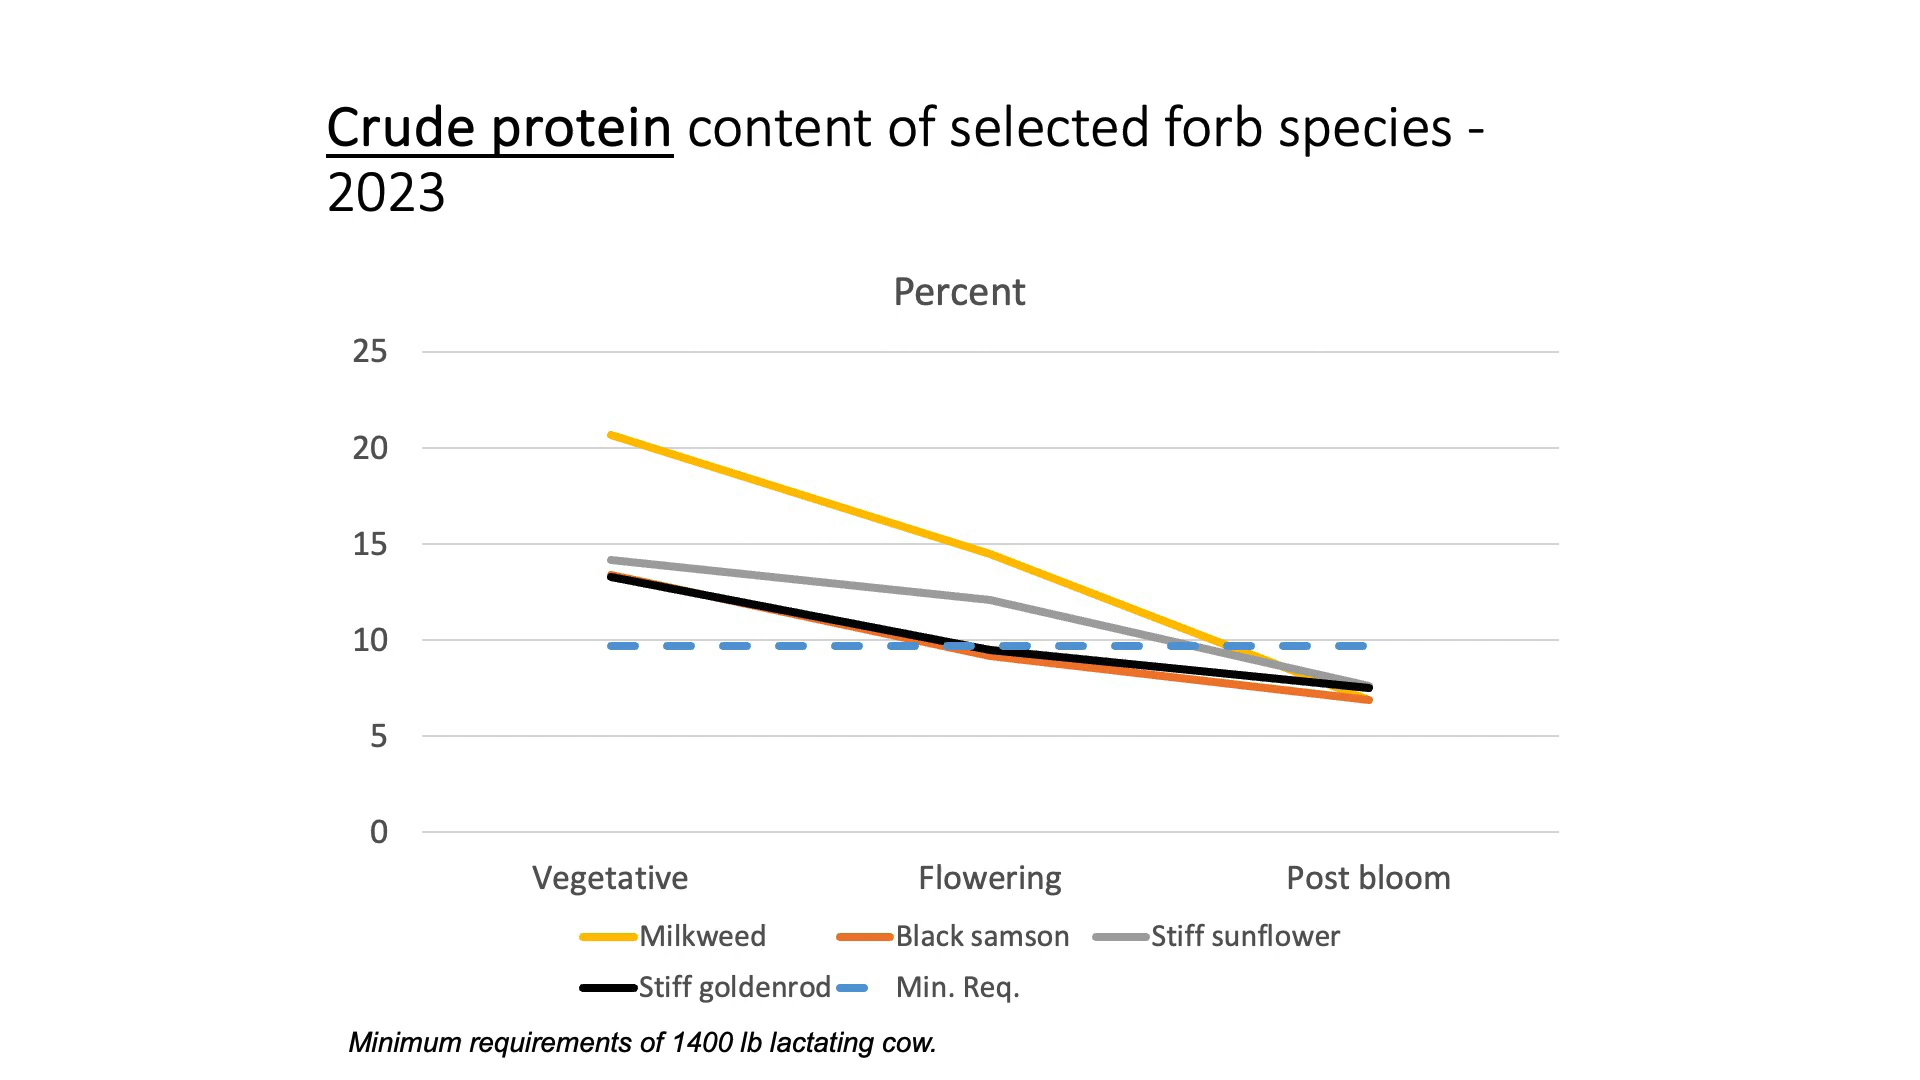 Crude protein content of selected forb species -
2023
Percent
25
20
15
10
5
0
Vegetative Flowering Post bloom
Milkweed Black samson Stiff sunflower
Stiff goldenrod Min. Req.
Minimum requirements of 1400 lb lactating cow.